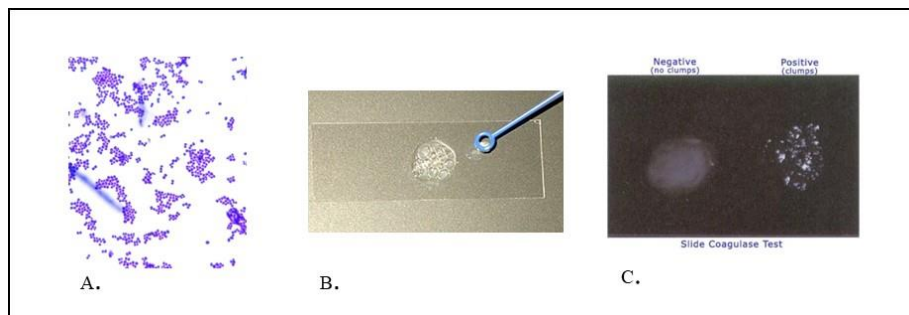 Negative
(no clumps)
Positive
(clumps)
Slide Coagulase Test
A.
B.
C.